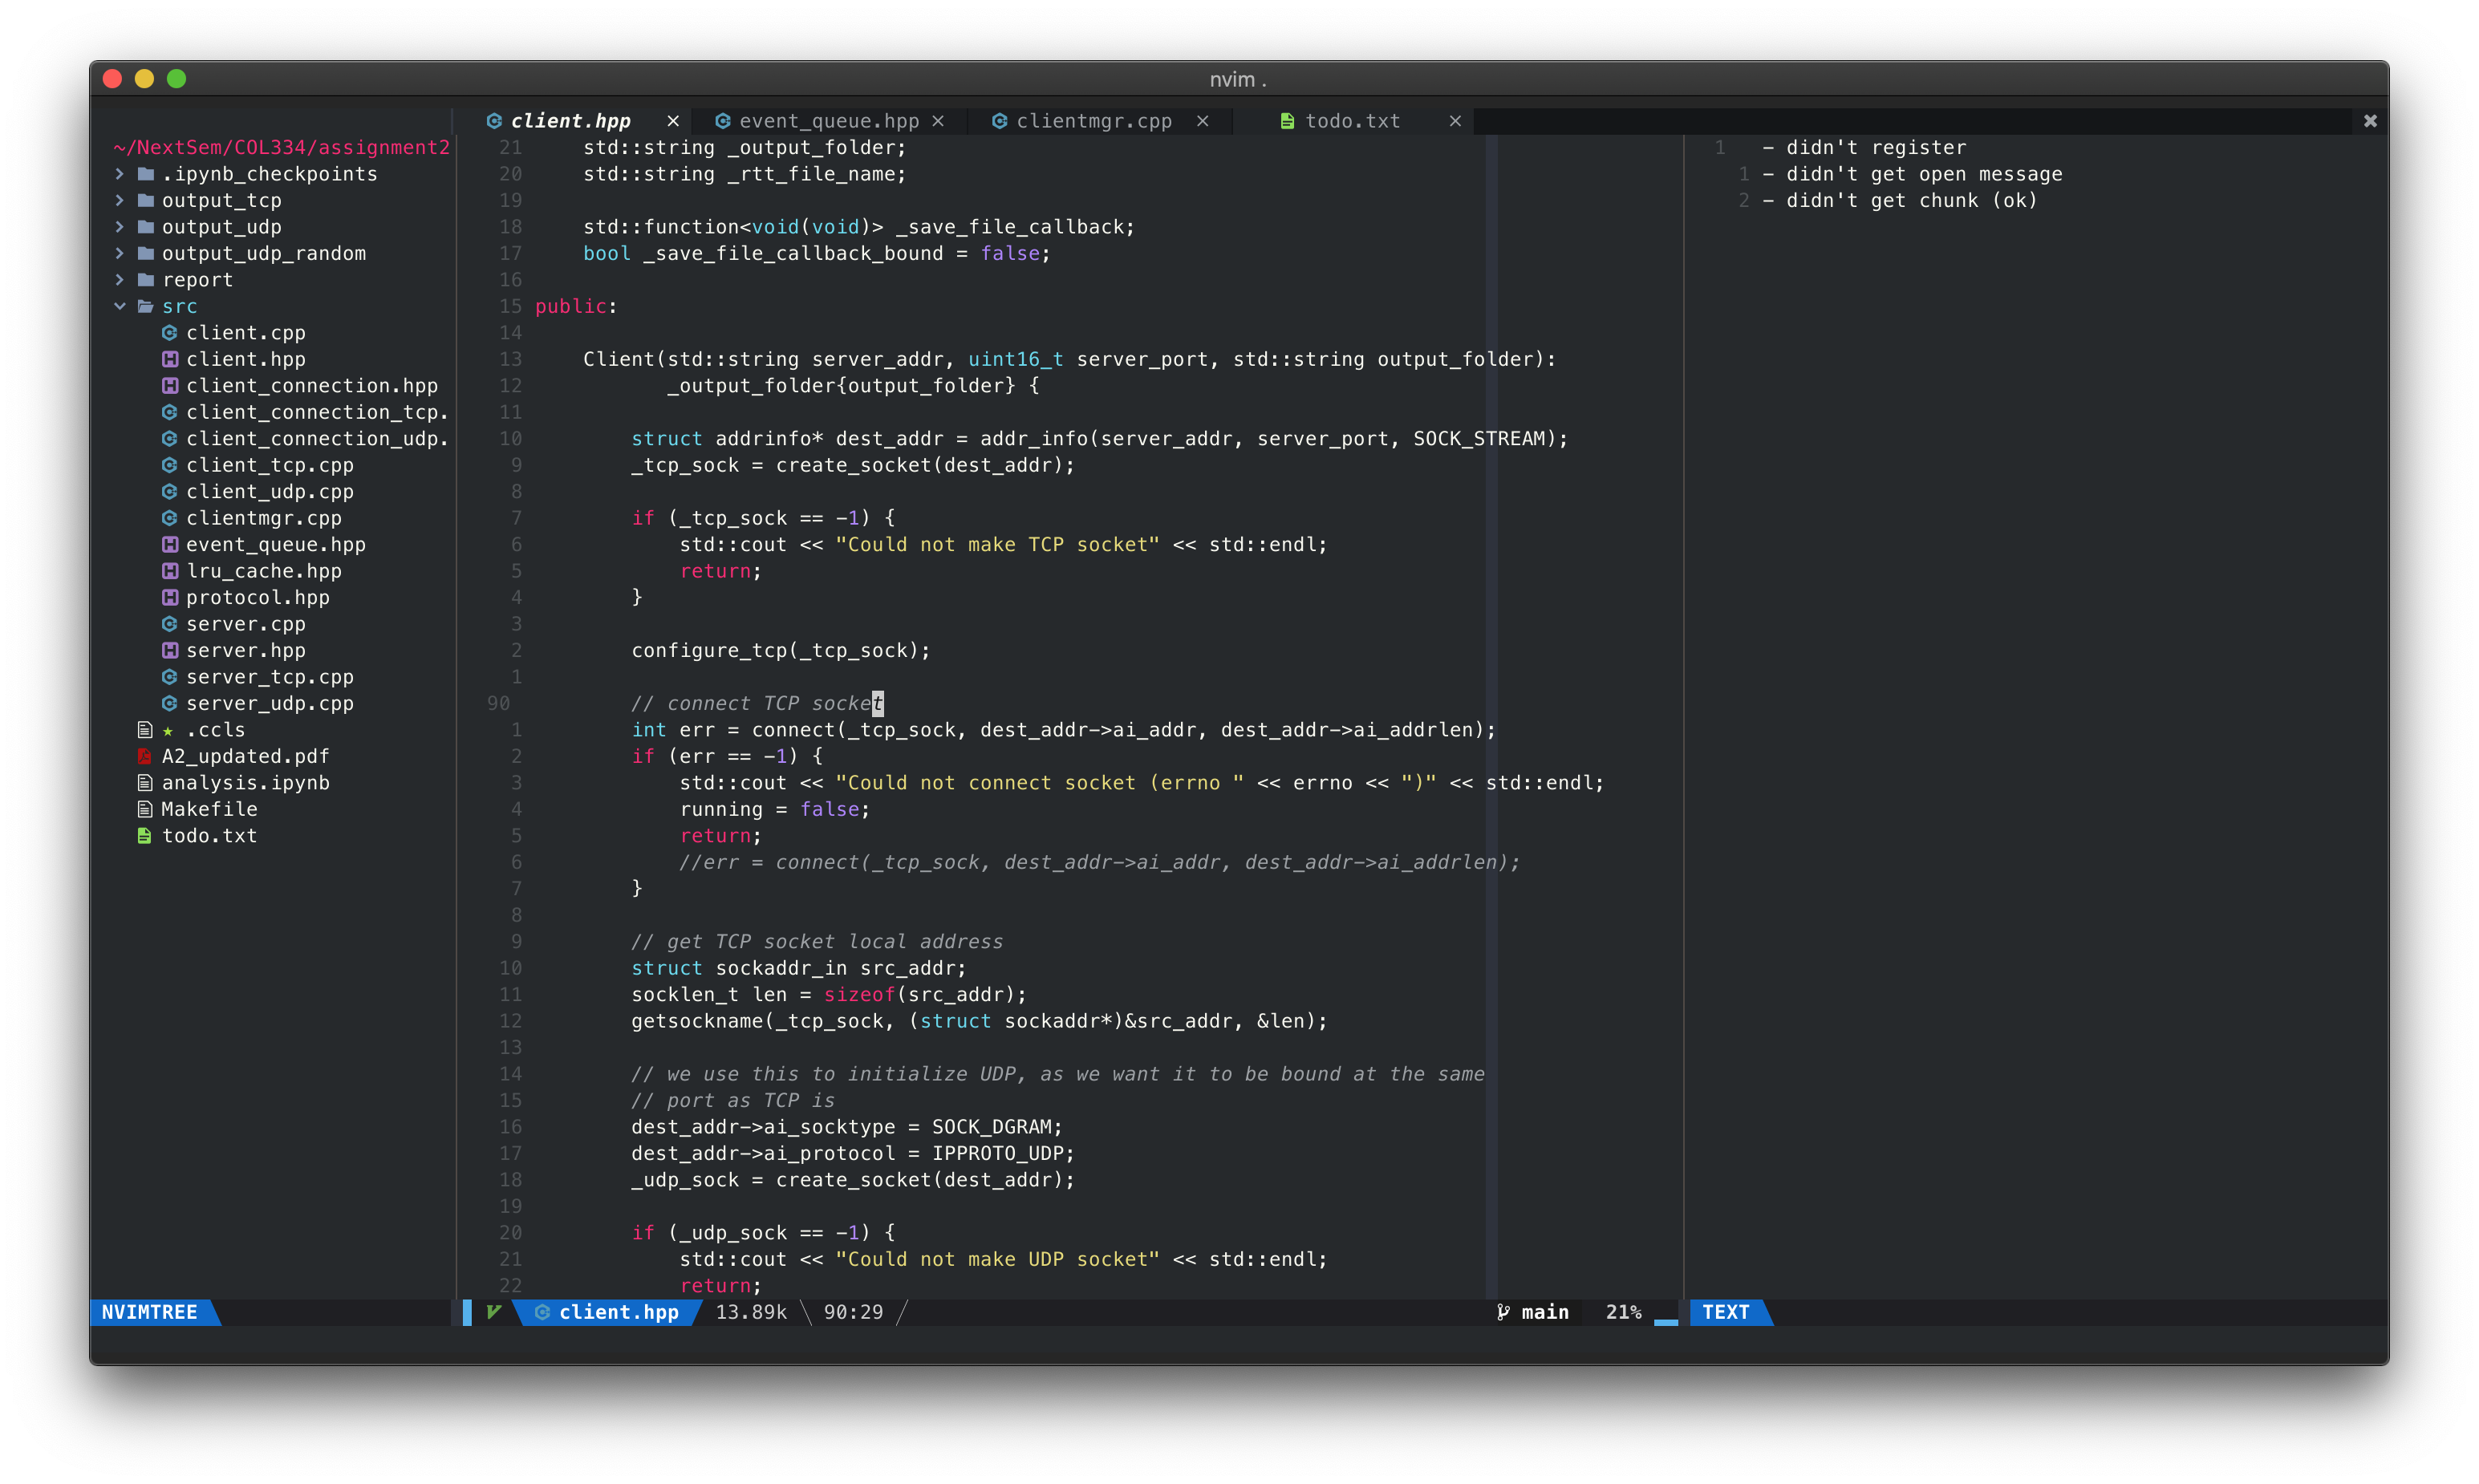 nvim .
client.hpp × event_queue.hpp × clientmgr.cpp × todo.txt ×
~/NextSem/COL334/assignment2
.ipynb_checkpoints
output_tcp
output_udp
output_udp_random
report
src
client.cpp
client.hpp
client_connection.hpp
client_connection_tcp.
client_connection_udp.
client_tcp.cpp
client_udp.cpp
clientmgr.cpp
event_queue.hpp
lru_cache.hpp
protocol.hpp
server.cpp
server.hpp
server_tcp.cpp
server_udp.cpp
★ .ccls
A2_updated.pdf
analysis.ipynb
Makefile
todo.txt
21     std::string _output_folder;
20     std::string _rtt_file_name;
19
18     std::function<void(void)> _save_file_callback;
17     bool _save_file_callback_bound = false;
16
15 public:
14
13     Client(std::string server_addr, uint16_t server_port, std::string output_folder):
12            _output_folder{output_folder} {
11
10         struct addrinfo* dest_addr = addr_info(server_addr, server_port, SOCK_STREAM);
9         _tcp_sock = create_socket(dest_addr);
8
7         if (_tcp_sock == -1) {
6             std::cout << "Could not make TCP socket" << std::endl;
5             return;
4         }
3
2         configure_tcp(_tcp_sock);
1
90         // connect TCP socket
1         int err = connect(_tcp_sock, dest_addr->ai_addr, dest_addr->ai_addrlen);
2         if (err == -1) {
3             std::cout << "Could not connect socket (errno " << errno << ")" << std::endl;
4             running = false;
5             return;
6             //err = connect(_tcp_sock, dest_addr->ai_addr, dest_addr->ai_addrlen);
7         }
8
9         // get TCP socket local address
10         struct sockaddr_in src_addr;
11         socklen_t len = sizeof(src_addr);
12         getsockname(_tcp_sock, (struct sockaddr*)&src_addr, &len);
13
14         // we use this to initialize UDP, as we want it to be bound at the same
15         // port as TCP is
16         dest_addr->ai_socktype = SOCK_DGRAM;
17         dest_addr->ai_protocol = IPPROTO_UDP;
18         _udp_sock = create_socket(dest_addr);
19
20         if (_udp_sock == -1) {
21             std::cout << "Could not make UDP socket" << std::endl;
22             return;
1 - didn't register
1 - didn't get open message
2 - didn't get chunk (ok)
NVIMTREE
client.hpp 13.89k 90:29 main 21%
TEXT